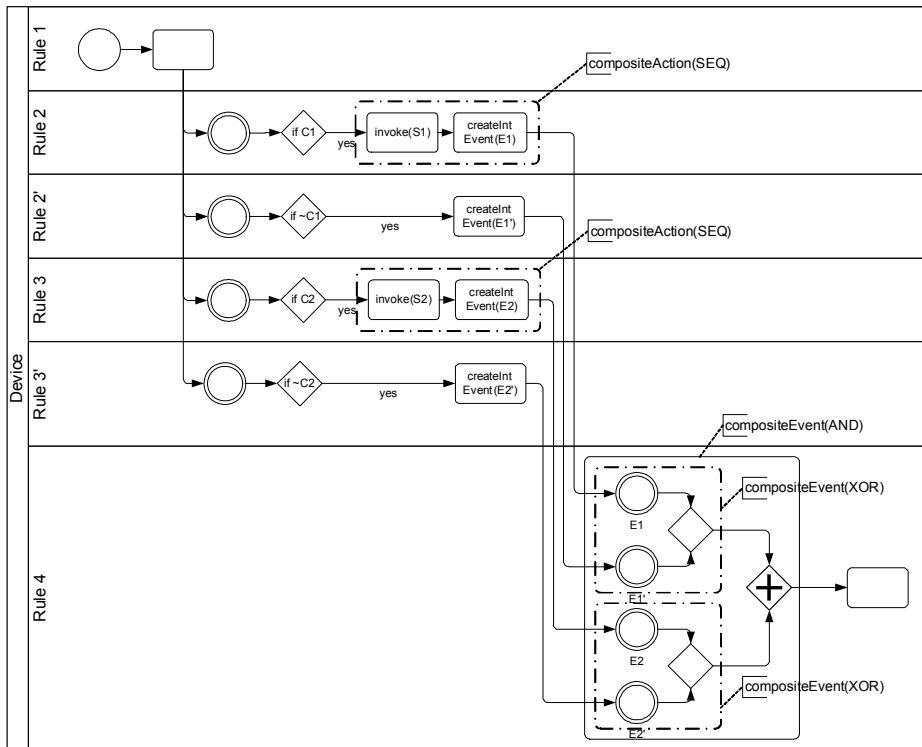 Device
Rule 1
compositeAction(SEQ)
Rule 2
if C1
yes
invoke(S1)
createInt
Event(E1)
Rule 2'
if ~C1
yes
createInt
Event(E1')
compositeAction(SEQ)
Rule 3
if C2
yes
invoke(S2)
createInt
Event(E2)
Rule 3'
if ~C2
yes
createInt
Event(E2')
compositeEvent(AND)
Rule 4
compositeEvent(XOR)
E1
E1'
E2
compositeEvent(XOR)
E2'